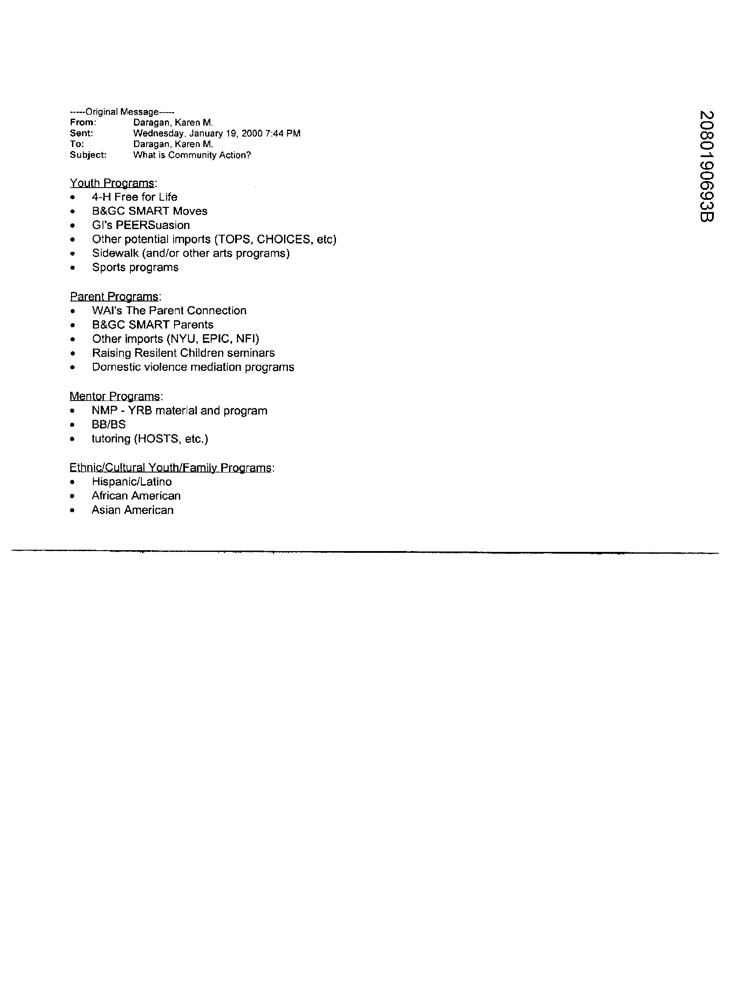 -----Original Message-----
From: Daragan, Karen M.
Sent: Wednesday, January 19, 2000 7:44 PM
To: Daragan, Karen M.
Subject: What is Community Action?
Youth Programs:
• 4-H Free for Life
• B&GC SMART Moves
• GI's PEERSuasion
• Other potential imports (TOPS, CHOICES, etc)
• Sidewalk (and/or other arts programs)
• Sports programs
Parent Programs:
• WAI's The Parent Connection
• B&GC SMART Parents
• Other imports (NYU, EPIC, NFI)
• Raising Resilent Children seminars
• Domestic violence mediation programs
Mentor Programs:
• NMP - YRB material and program
• BB/BS
• tutoring (HOSTS, etc.)
Ethnic/Cultural Youth/Family Programs:
• Hispanic/Latino
• African American
• Asian American
2080190693B